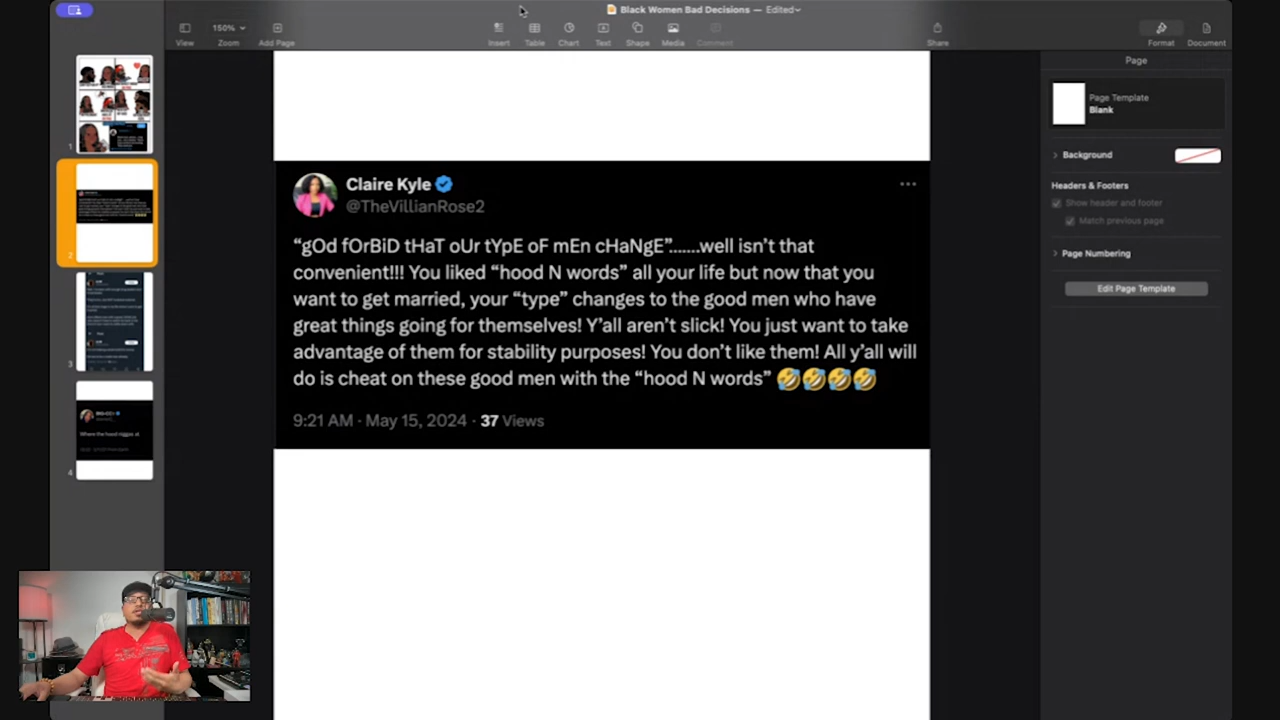 Black Women Bad Decisions — Edited
150%
View
Zoom
Add Page
Insert
Table
Chart
Text
Shape
Media
Comment
Share
Format
Document
Page
Page Template
Blank
Background
Headers & Footers
Show header and footer
Match previous page
Page Numbering
Edit Page Template
1
2
3
4
Claire Kyle
@TheVillianRose2
“gOd fOrBiD tHaT oUr tYpE oF mEn cHaNgE”......well isn’t that
convenient!!! You liked “hood N words” all your life but now that you
want to get married, your “type” changes to the good men who have
great things going for themselves! Y’all aren’t slick! You just want to take
advantage of them for stability purposes! You don’t like them! All y’all will
do is cheat on these good men with the “hood N words” 🤣🤣🤣🤣
9:21 AM · May 15, 2024 · 37 Views